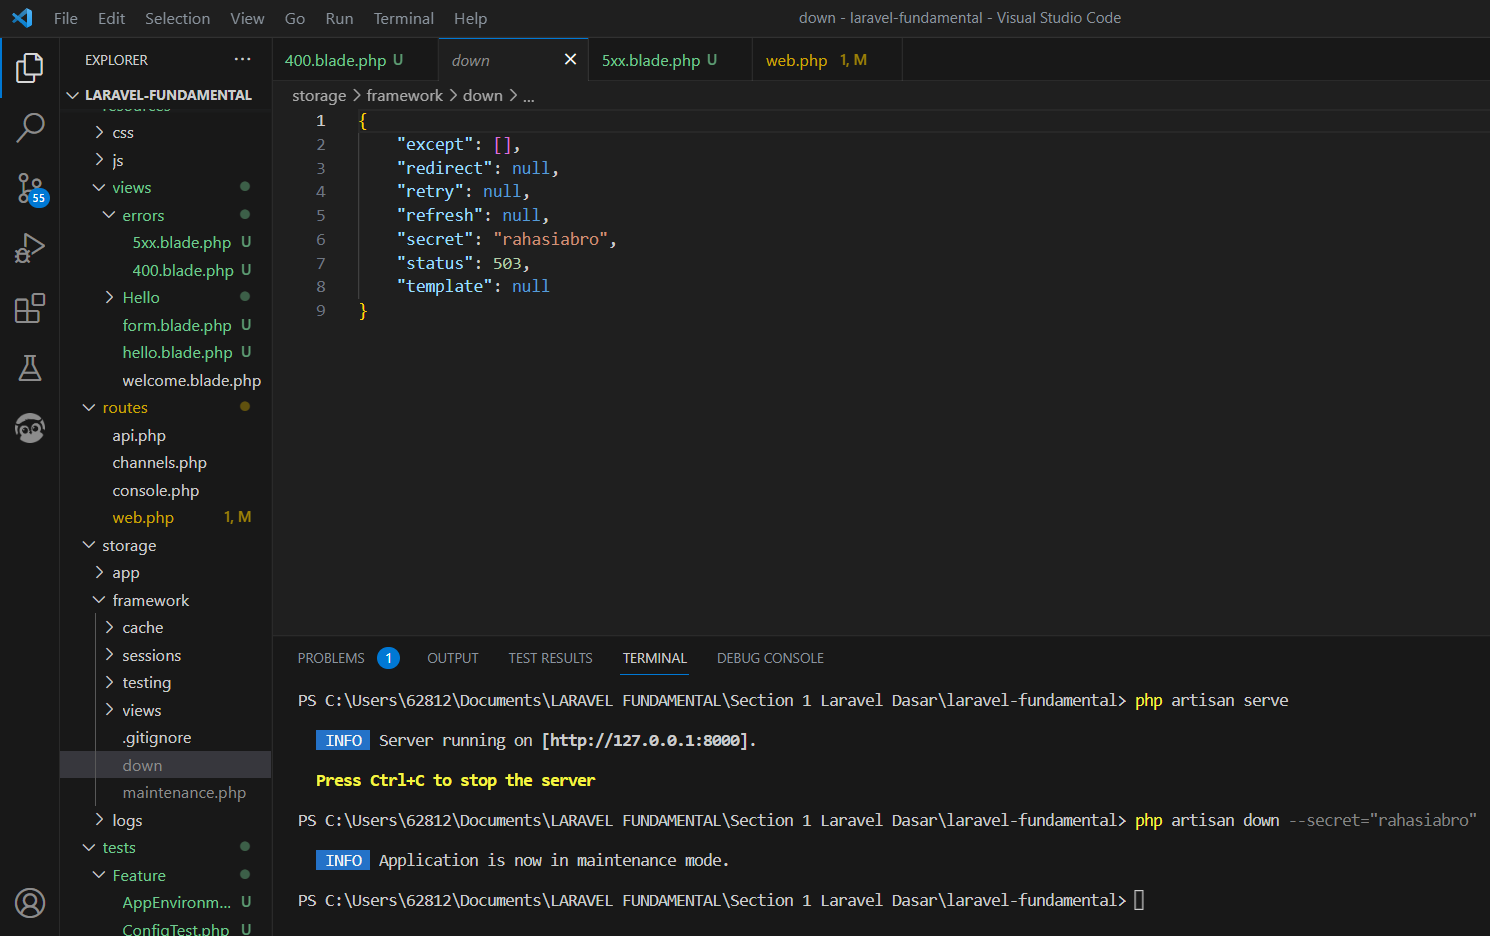 File Edit Selection View Go Run Terminal Help
down - laravel-fundamental - Visual Studio Code
EXPLORER ···
LARAVEL-FUNDAMENTAL
resources
css
js
views
errors
5xx.blade.php U
400.blade.php U
Hello
form.blade.php U
hello.blade.php U
welcome.blade.php
routes
api.php
channels.php
console.php
web.php 1, M
storage
app
framework
cache
sessions
testing
views
.gitignore
down
maintenance.php
logs
tests
Feature
AppEnvironm... U
ConfigTest.php U
55
400.blade.php U
down
5xx.blade.php U
web.php 1, M
storage > framework > down > ...
1 {
2 "except": [],
3 "redirect": null,
4 "retry": null,
5 "refresh": null,
6 "secret": "rahasiabro",
7 "status": 503,
8 "template": null
9 }
PROBLEMS 1 OUTPUT TEST RESULTS TERMINAL DEBUG CONSOLE
PS C:\Users\62812\Documents\LARAVEL FUNDAMENTAL\Section 1 Laravel Dasar\laravel-fundamental> php artisan serve
INFO Server running on [http://127.0.0.1:8000].
Press Ctrl+C to stop the server
PS C:\Users\62812\Documents\LARAVEL FUNDAMENTAL\Section 1 Laravel Dasar\laravel-fundamental> php artisan down --secret="rahasiabro"
INFO Application is now in maintenance mode.
PS C:\Users\62812\Documents\LARAVEL FUNDAMENTAL\Section 1 Laravel Dasar\laravel-fundamental>